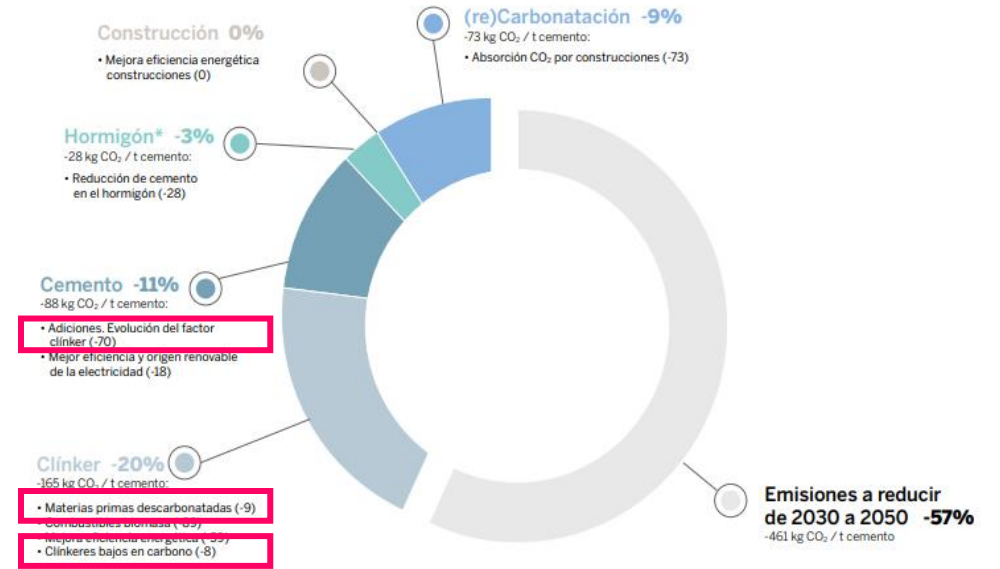 Construcción 0%
• Mejora eficiencia energética
construcciones (0)
(re)Carbonatación -9%
-73 kg CO₂ / t cemento:
• Absorción CO₂ por construcciones (-73)
Hormigón* -3%
-28 kg CO₂ / t cemento:
• Reducción de cemento
en el hormigón (-28)
Cemento -11%
-88 kg CO₂ / t cemento:
• Adiciones. Evolución del factor
clínker (-70)
• Mejor eficiencia y origen renovable
de la electricidad (-18)
Clínker -20%
-165 kg CO₂ / t cemento:
• Materias primas descarbonatadas (-9)
• Combustibles biomasa (-89)
• Mejora eficiencia energética (-59)
• Clínkeres bajos en carbono (-8)
Emisiones a reducir
de 2030 a 2050 -57%
-461 kg CO₂ / t cemento